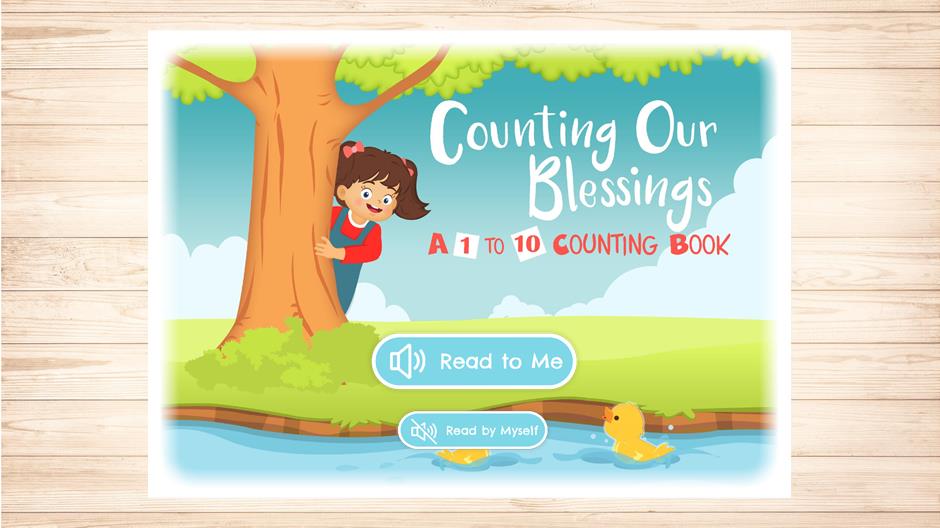 Counting Our
Blessings
A 1 TO 10 COUNTING BOOK
Read to Me
Read by Myself